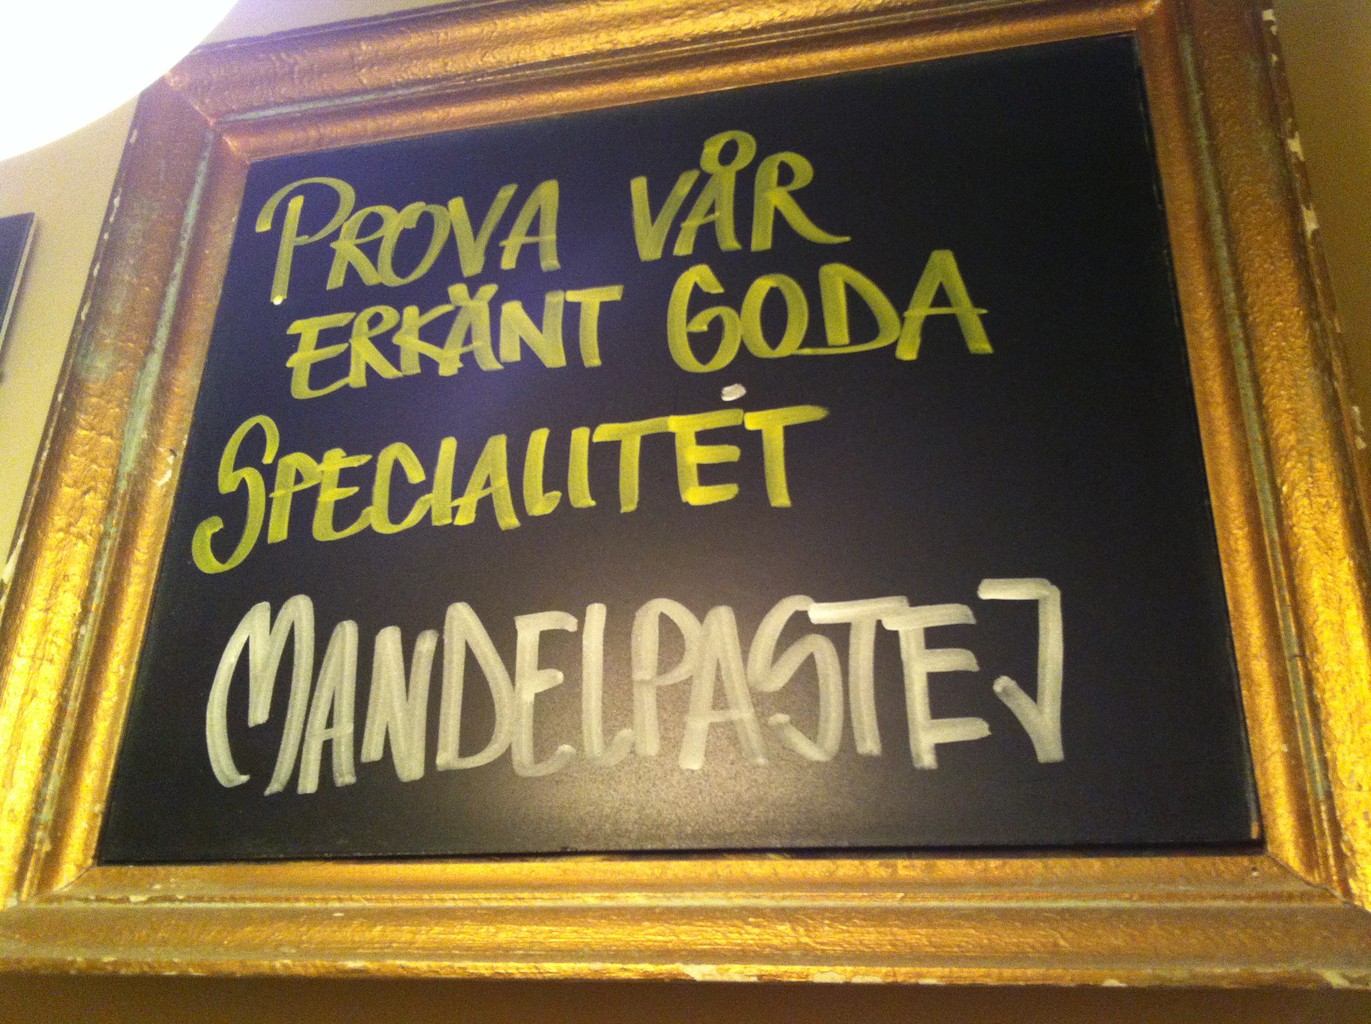 PROVA VÅR
ERKÄNT GODA
SPECIALITET
MANDELPASTEJ